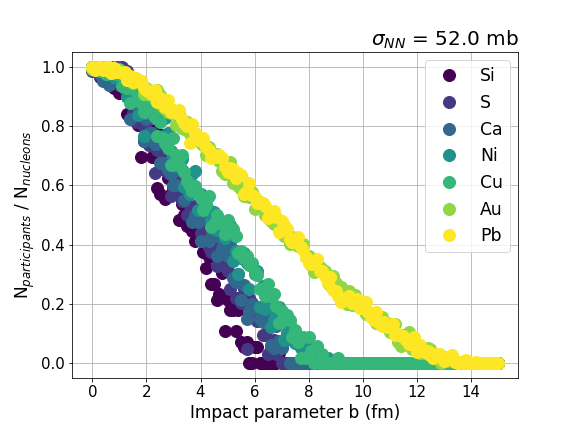 σNN = 52.0 mb
Nparticipants / Nnucleons
1.0
0.8
0.6
0.4
0.2
0.0
Si
S
Ca
Ni
Cu
Au
Pb
0 2 4 6 8 10 12 14
Impact parameter b (fm)